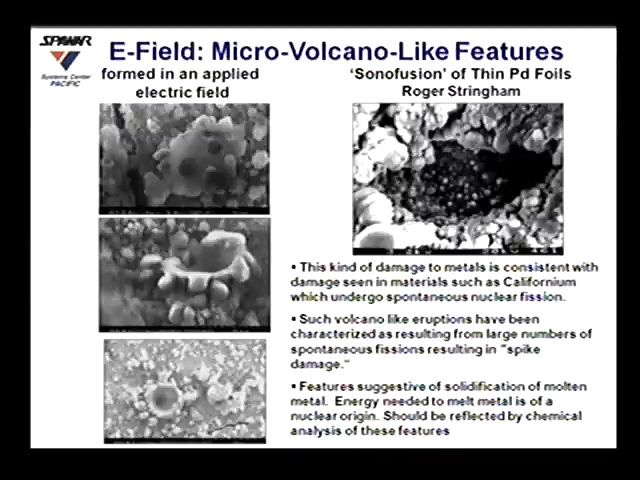 SPAWAR
Systems Center
PACIFIC
E-Field: Micro-Volcano-Like Features
formed in an applied
electric field
'Sonofusion' of Thin Pd Foils
Roger Stringham
▪ This kind of damage to metals is consistent with
damage seen in materials such as Californium
which undergo spontaneous nuclear fission.
▪ Such volcano like eruptions have been
characterized as resulting from large numbers of
spontaneous fissions resulting in "spike
damage."
▪ Features suggestive of solidification of molten
metal. Energy needed to melt metal is of a
nuclear origin. Should be reflected by chemical
analysis of these features